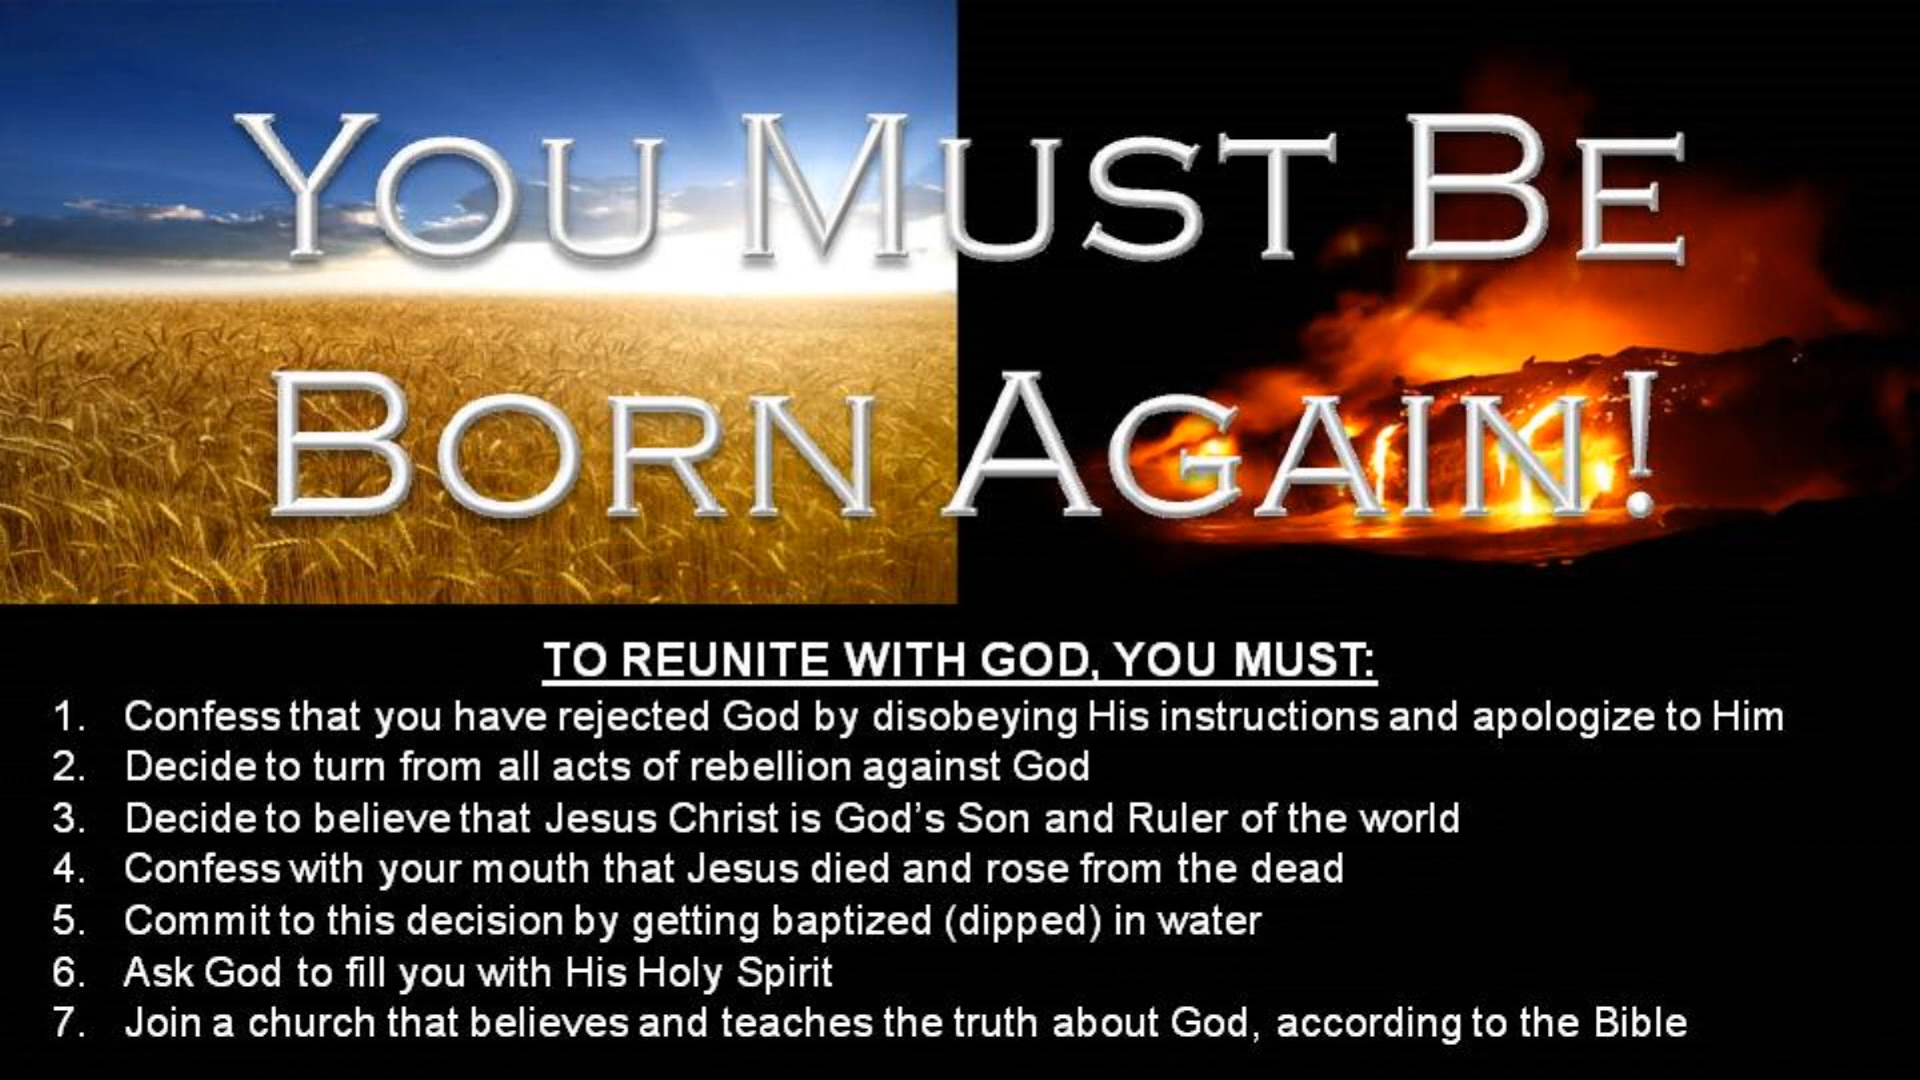 YOU MUST BE
BORN AGAIN!
TO REUNITE WITH GOD, YOU MUST:
1. Confess that you have rejected God by disobeying His instructions and apologize to Him
2. Decide to turn from all acts of rebellion against God
3. Decide to believe that Jesus Christ is God’s Son and Ruler of the world
4. Confess with your mouth that Jesus died and rose from the dead
5. Commit to this decision by getting baptized (dipped) in water
6. Ask God to fill you with His Holy Spirit
7. Join a church that believes and teaches the truth about God, according to the Bible